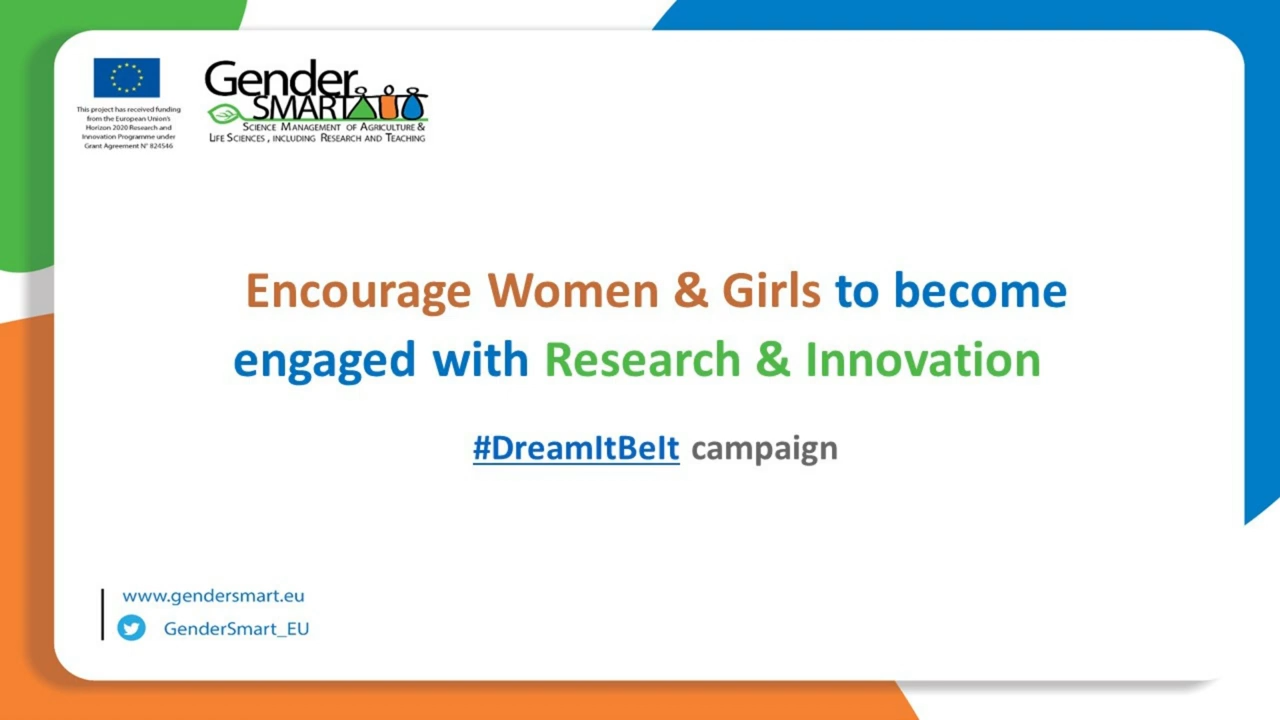 This project has received funding
from the European Union's
Horizon 2020 Research and
Innovation Programme under
Grant Agreement N° 824546
Gender
SMART
SCIENCE MANAGEMENT OF AGRICULTURE &
LIFE SCIENCES, INCLUDING RESEARCH AND TEACHING
Encourage Women & Girls to become
engaged with Research & Innovation
#DreamItBeIt campaign
www.gendersmart.eu
GenderSmart_EU